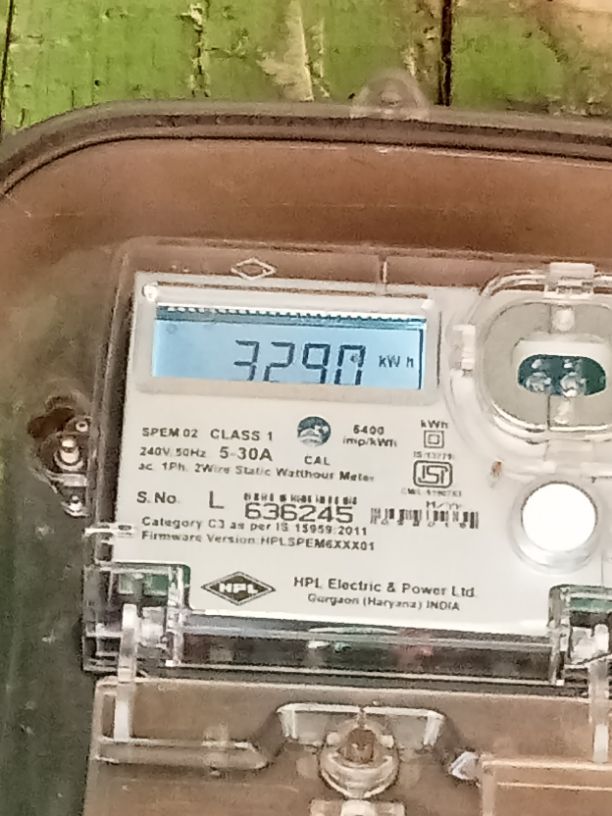 3290 kWh
SPEM 02 CLASS 1
240V, 50Hz 5-30A
CAL
6400
imp/kWh
kWh
ac. 1Ph. 2Wire Static Watthour Meter
ISI
S.No. L 636245
Category C3 as per IS 15959:2011
Firmware Version:HPLSPEM6XXX01
HPL
HPL Electric & Power Ltd.
Gurgaon (Haryana) INDIA